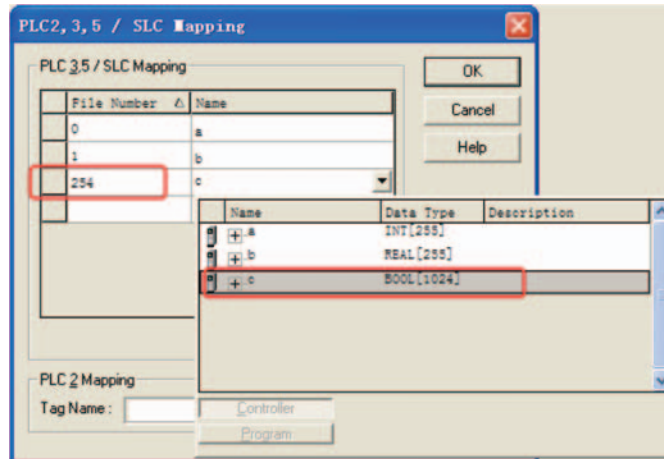 PLC2,3,5 / SLC Mapping
PLC 3,5 / SLC Mapping
OK
File Number Name
Cancel
0 a
Help
1 b
254 c
Name Data Type Description
a INT[255]
b REAL[255]
c BOOL[1024]
PLC 2 Mapping
Tag Name:
Controller
Program